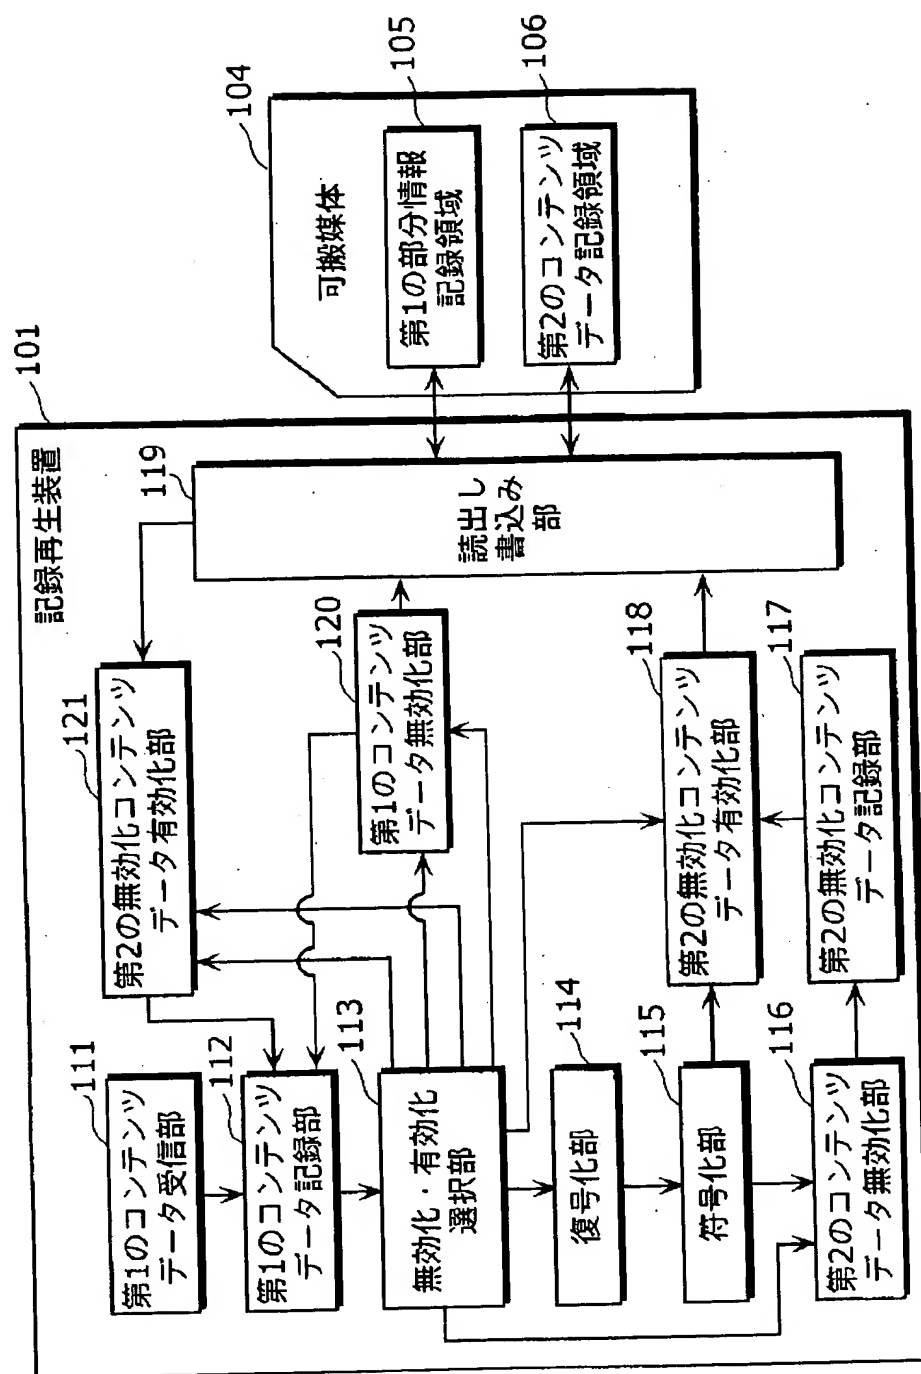 101
記録再生装置
111
第1のコンテンツ
データ受信部
112
第1のコンテンツ
データ記録部
113
無効化・有効化
選択部
114
復号化部
115
符号化部
116
第2のコンテンツ
データ無効化部
121
第2の無効化コンテンツ
データ有効化部
120
第1のコンテンツ
データ無効化部
118
第2の無効化コンテンツ
データ有効化部
117
第2の無効化コンテンツ
データ記録部
119
読出し
書込み
部
104
可搬媒体
105
第1の部分情報
記録領域
106
第2のコンテンツ
データ記録領域